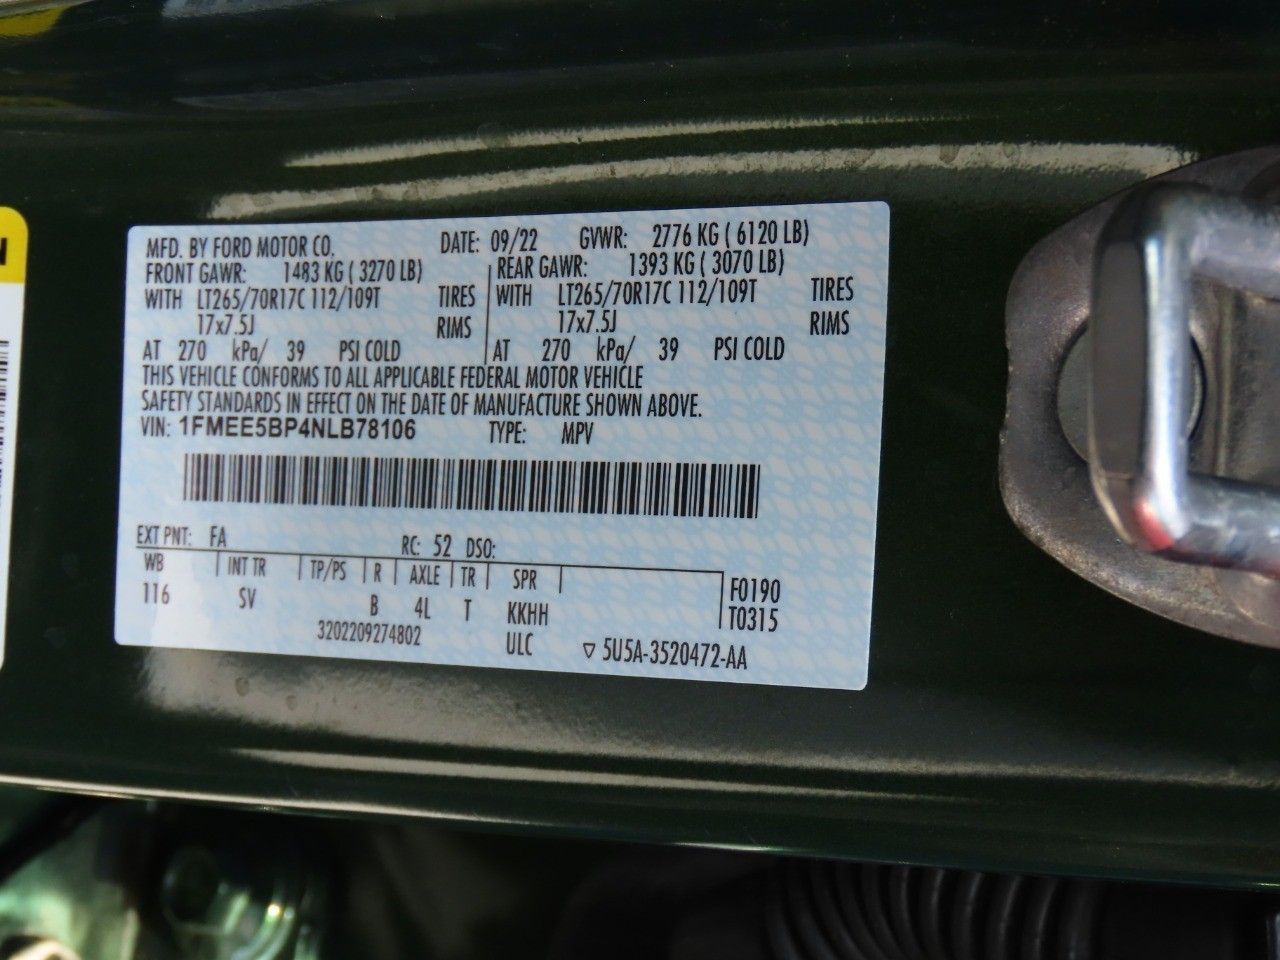 MFD. BY FORD MOTOR CO. DATE: 09/22 GVWR: 2776 KG ( 6120 LB)
FRONT GAWR: 1483 KG ( 3270 LB) REAR GAWR: 1393 KG ( 3070 LB)
WITH LT265/70R17C 112/109T TIRES WITH LT265/70R17C 112/109T TIRES
17x7.5J RIMS 17x7.5J RIMS
AT 270 kPa/ 39 PSI COLD AT 270 kPa/ 39 PSI COLD
THIS VEHICLE CONFORMS TO ALL APPLICABLE FEDERAL MOTOR VEHICLE
SAFETY STANDARDS IN EFFECT ON THE DATE OF MANUFACTURE SHOWN ABOVE.
VIN: 1FMEE5BP4NLB78106 TYPE: MPV
EXT PNT: FA RC: 52 DSO:
WB INT TR TP/PS R AXLE TR SPR F0190
116 SV B 4L T KKHH T0315
3202209274802 ULC ▽ 5U5A-3520472-AA